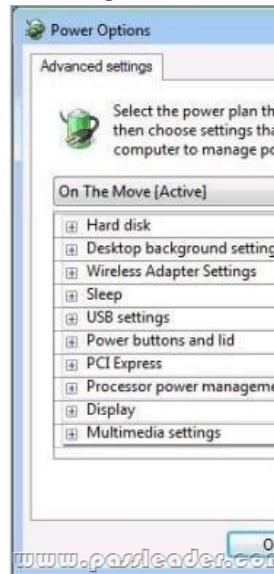 Power Options
Advanced settings
Select the power plan th
then choose settings tha
computer to manage po
On The Move [Active]
Hard disk
Desktop background setting
Wireless Adapter Settings
Sleep
USB settings
Power buttons and lid
PCI Express
Processor power manageme
Display
Multimedia settings
O
www.passleader.com